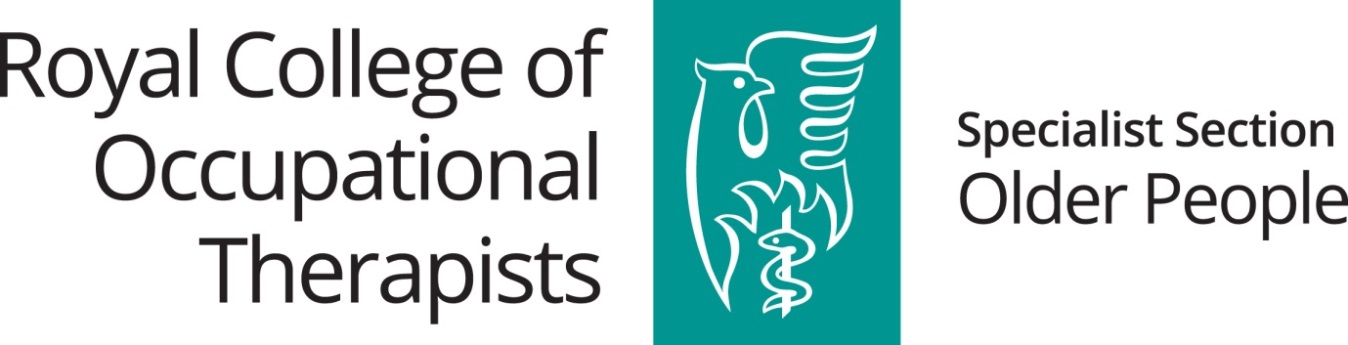 Royal College of
Occupational
Therapists
Specialist Section
Older People